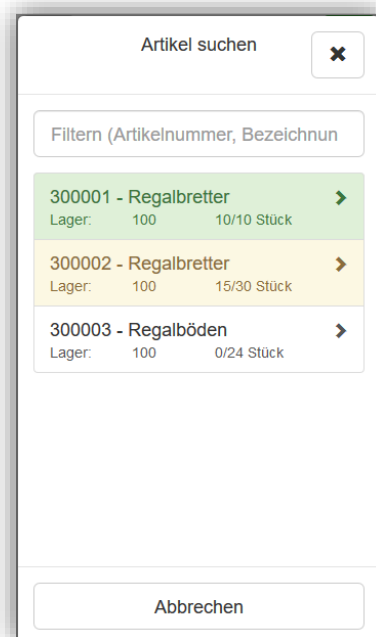 Artikel suchen
Filtern (Artikelnummer, Bezeichnun
300001 - Regalbretter
Lager: 100 10/10 Stück
300002 - Regalbretter
Lager: 100 15/30 Stück
300003 - Regalböden
Lager: 100 0/24 Stück
Abbrechen